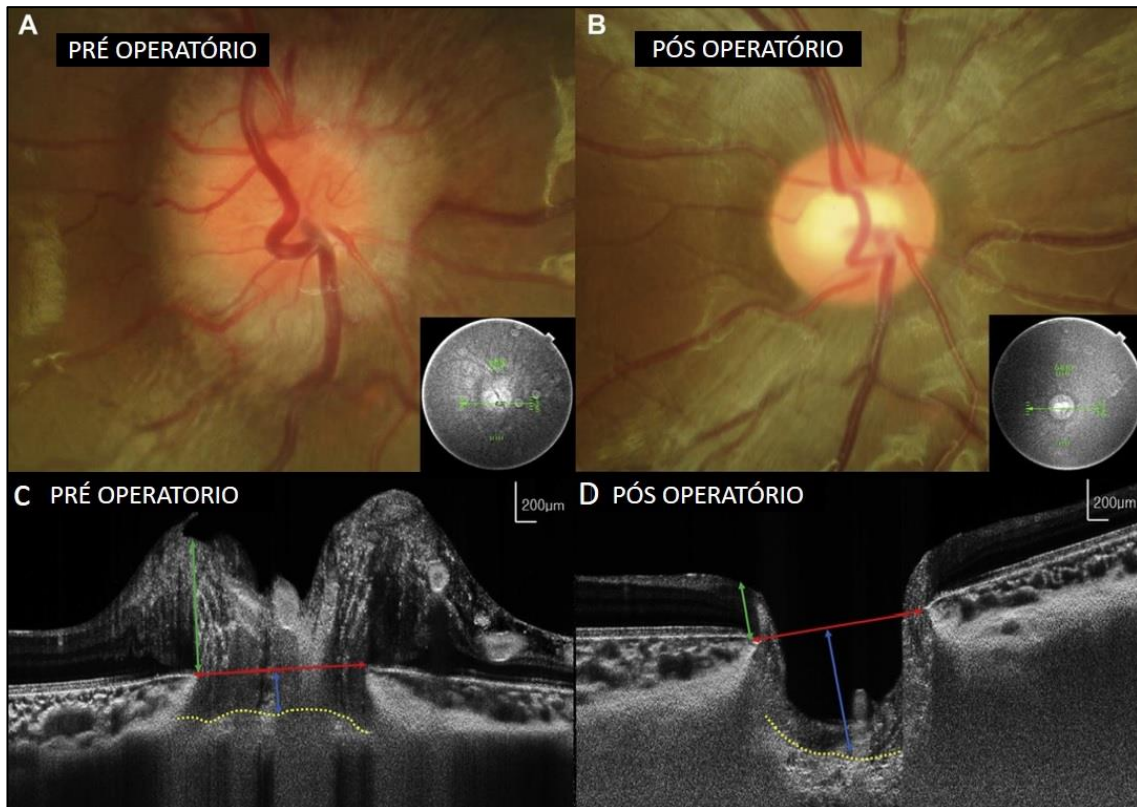 A
PRÉ OPERATÓRIO
B
PÓS OPERATÓRIO
C PRÉ OPERATORIO
200µm
D PÓS OPERATÓRIO
200µm